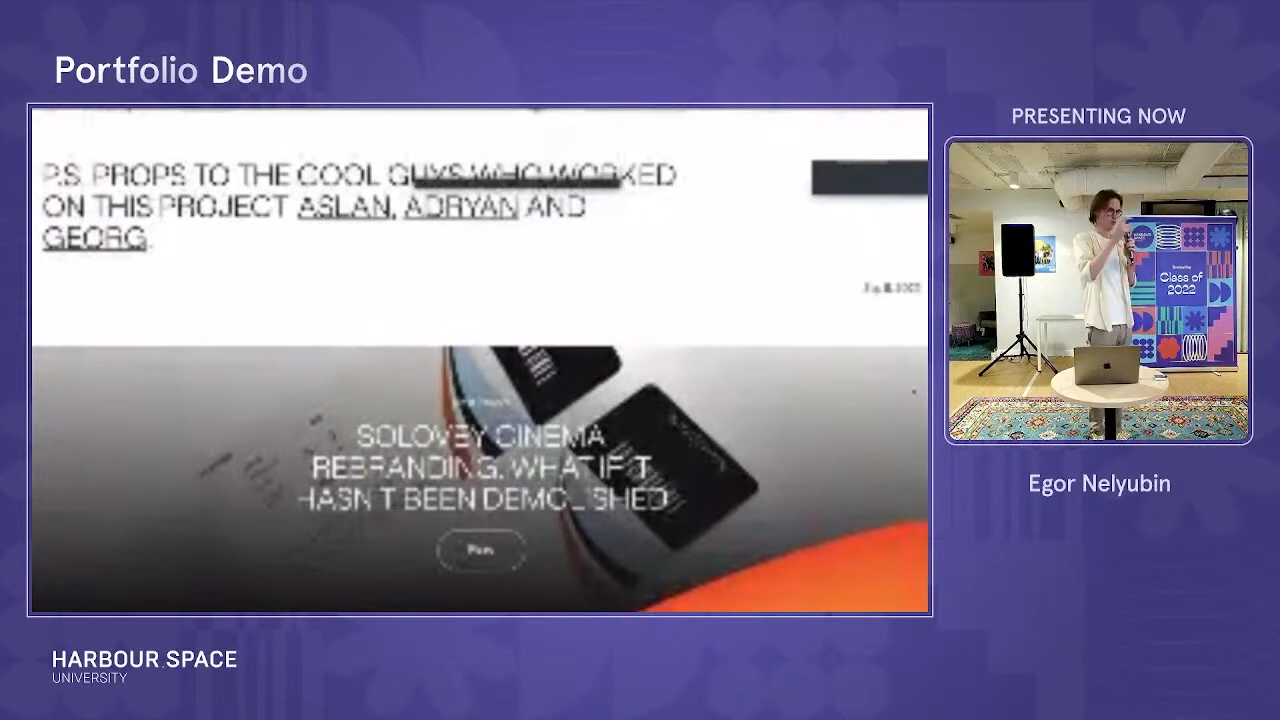 Portfolio Demo
PRESENTING NOW
P.S. PROPS TO THE COOL GUYS WHO WORKED
ON THIS PROJECT ASLAN, ADRYAN AND
GEORG.
SOLOVEY CINEMA
REBRANDING. WHAT IF IT
HASN'T BEEN DEMOLISHED
Class of
2022
Egor Nelyubin
HARBOUR.SPACE
UNIVERSITY